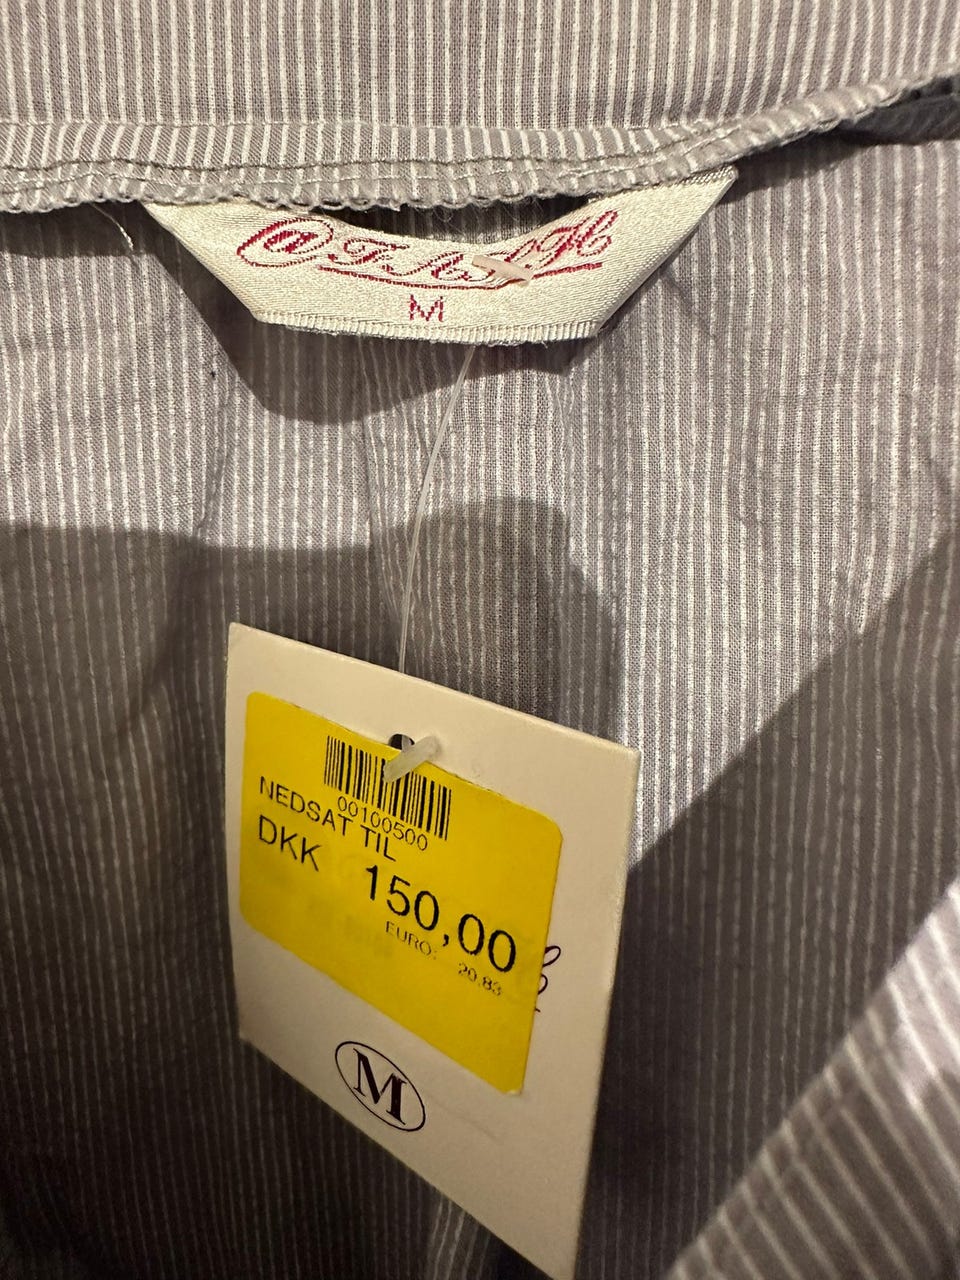 M
00100500
NEDSAT TIL
DKK 150,00
EURO: 20,83
M